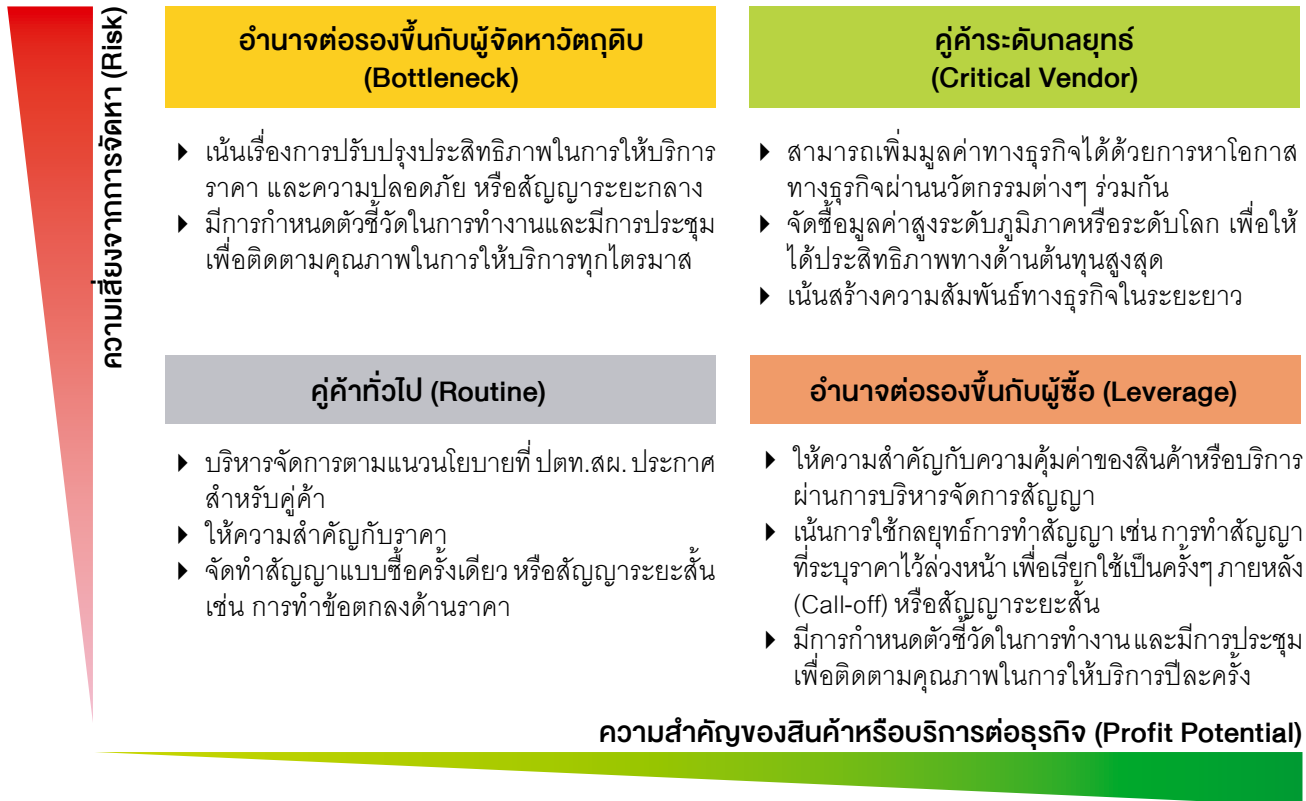 ความเสี่ยงจากการจัดหา (Risk)
อำนาจต่อรองขึ้นกับผู้จัดหาวัตถุดิบ
(Bottleneck)
เน้นเรื่องการปรับปรุงประสิทธิภาพในการให้บริการ
ราคา และความปลอดภัย หรือสัญญาระยะกลาง
มีการกำหนดตัวชี้วัดในการทำงานและมีการประชุม
เพื่อติดตามคุณภาพในการให้บริการทุกไตรมาส
คู่ค้าระดับกลยุทธ์
(Critical Vendor)
สามารถเพิ่มมูลค่าทางธุรกิจได้ด้วยการหาโอกาส
ทางธุรกิจผ่านนวัตกรรมต่างๆ ร่วมกัน
จัดซื้อมูลค่าสูงระดับภูมิภาคหรือระดับโลก เพื่อให้
ได้ประสิทธิภาพทางด้านต้นทุนสูงสุด
เน้นสร้างความสัมพันธ์ทางธุรกิจในระยะยาว
คู่ค้าทั่วไป (Routine)
บริหารจัดการตามแนวนโยบายที่ ปตท.สผ. ประกาศ
สำหรับคู่ค้า
ให้ความสำคัญกับราคา
จัดทำสัญญาแบบซื้อครั้งเดียว หรือสัญญาระยะสั้น
เช่น การทำข้อตกลงด้านราคา
อำนาจต่อรองขึ้นกับผู้ซื้อ (Leverage)
ให้ความสำคัญกับความคุ้มค่าของสินค้าหรือบริการ
ผ่านการบริหารจัดการสัญญา
เน้นการใช้กลยุทธ์การทำสัญญา เช่น การทำสัญญา
ที่ระบุราคาไว้ล่วงหน้า เพื่อเรียกใช้เป็นครั้งๆ ภายหลัง
(Call-off) หรือสัญญาระยะสั้น
มีการกำหนดตัวชี้วัดในการทำงาน และมีการประชุม
เพื่อติดตามคุณภาพในการให้บริการปีละครั้ง
ความสำคัญของสินค้าหรือบริการต่อธุรกิจ (Profit Potential)